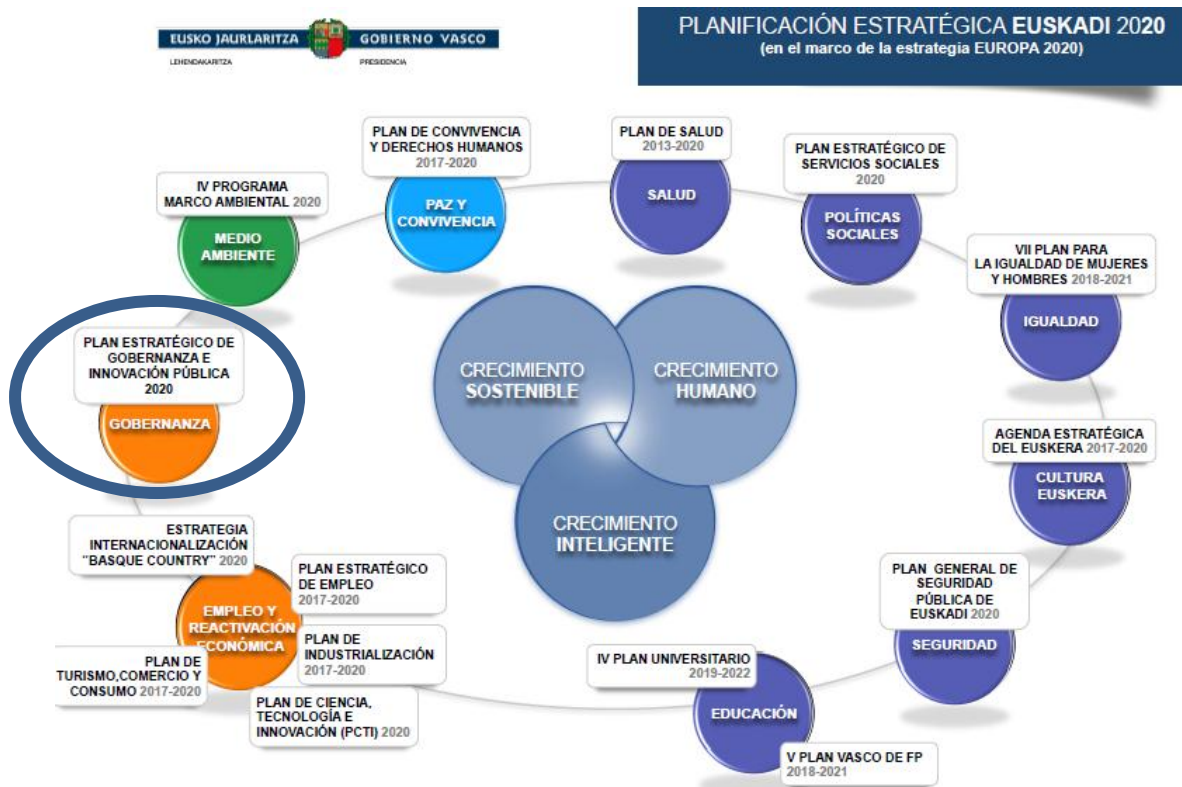 EUSKO JAURLARITZA
GOBIERNO VASCO
LEHENDAKARITZA
PRESIDENCIA
PLANIFICACIÓN ESTRATÉGICA EUSKADI 2020
(en el marco de la estrategia EUROPA 2020)
PLAN DE CONVIVENCIA
Y DERECHOS HUMANOS
2017-2020
PAZ Y
CONVIVENCIA
PLAN DE SALUD
2013-2020
SALUD
PLAN ESTRATÉGICO DE
SERVICIOS SOCIALES
2020
POLÍTICAS
SOCIALES
IV PROGRAMA
MARCO AMBIENTAL 2020
MEDIO
AMBIENTE
VII PLAN PARA
LA IGUALDAD DE MUJERES
Y HOMBRES 2018-2021
IGUALDAD
PLAN ESTRATÉGICO DE
GOBERNANZA E
INNOVACIÓN PÚBLICA
2020
GOBERNANZA
CRECIMIENTO
SOSTENIBLE
CRECIMIENTO
HUMANO
CRECIMIENTO
INTELIGENTE
AGENDA ESTRATÉGICA
DEL EUSKERA 2017-2020
CULTURA
EUSKERA
ESTRATEGIA
INTERNACIONALIZACIÓN
"BASQUE COUNTRY" 2020
PLAN ESTRATÉGICO
DE EMPLEO
2017-2020
EMPLEO Y
REACTIVACIÓN
ECONÓMICA
PLAN DE
INDUSTRIALIZACIÓN
2017-2020
PLAN DE
TURISMO,COMERCIO Y
CONSUMO 2017-2020
PLAN DE CIENCIA,
TECNOLOGÍA E
INNOVACIÓN (PCTI) 2020
PLAN GENERAL DE
SEGURIDAD
PÚBLICA DE
EUSKADI 2020
SEGURIDAD
IV PLAN UNIVERSITARIO
2019-2022
EDUCACIÓN
V PLAN VASCO DE FP
2018-2021